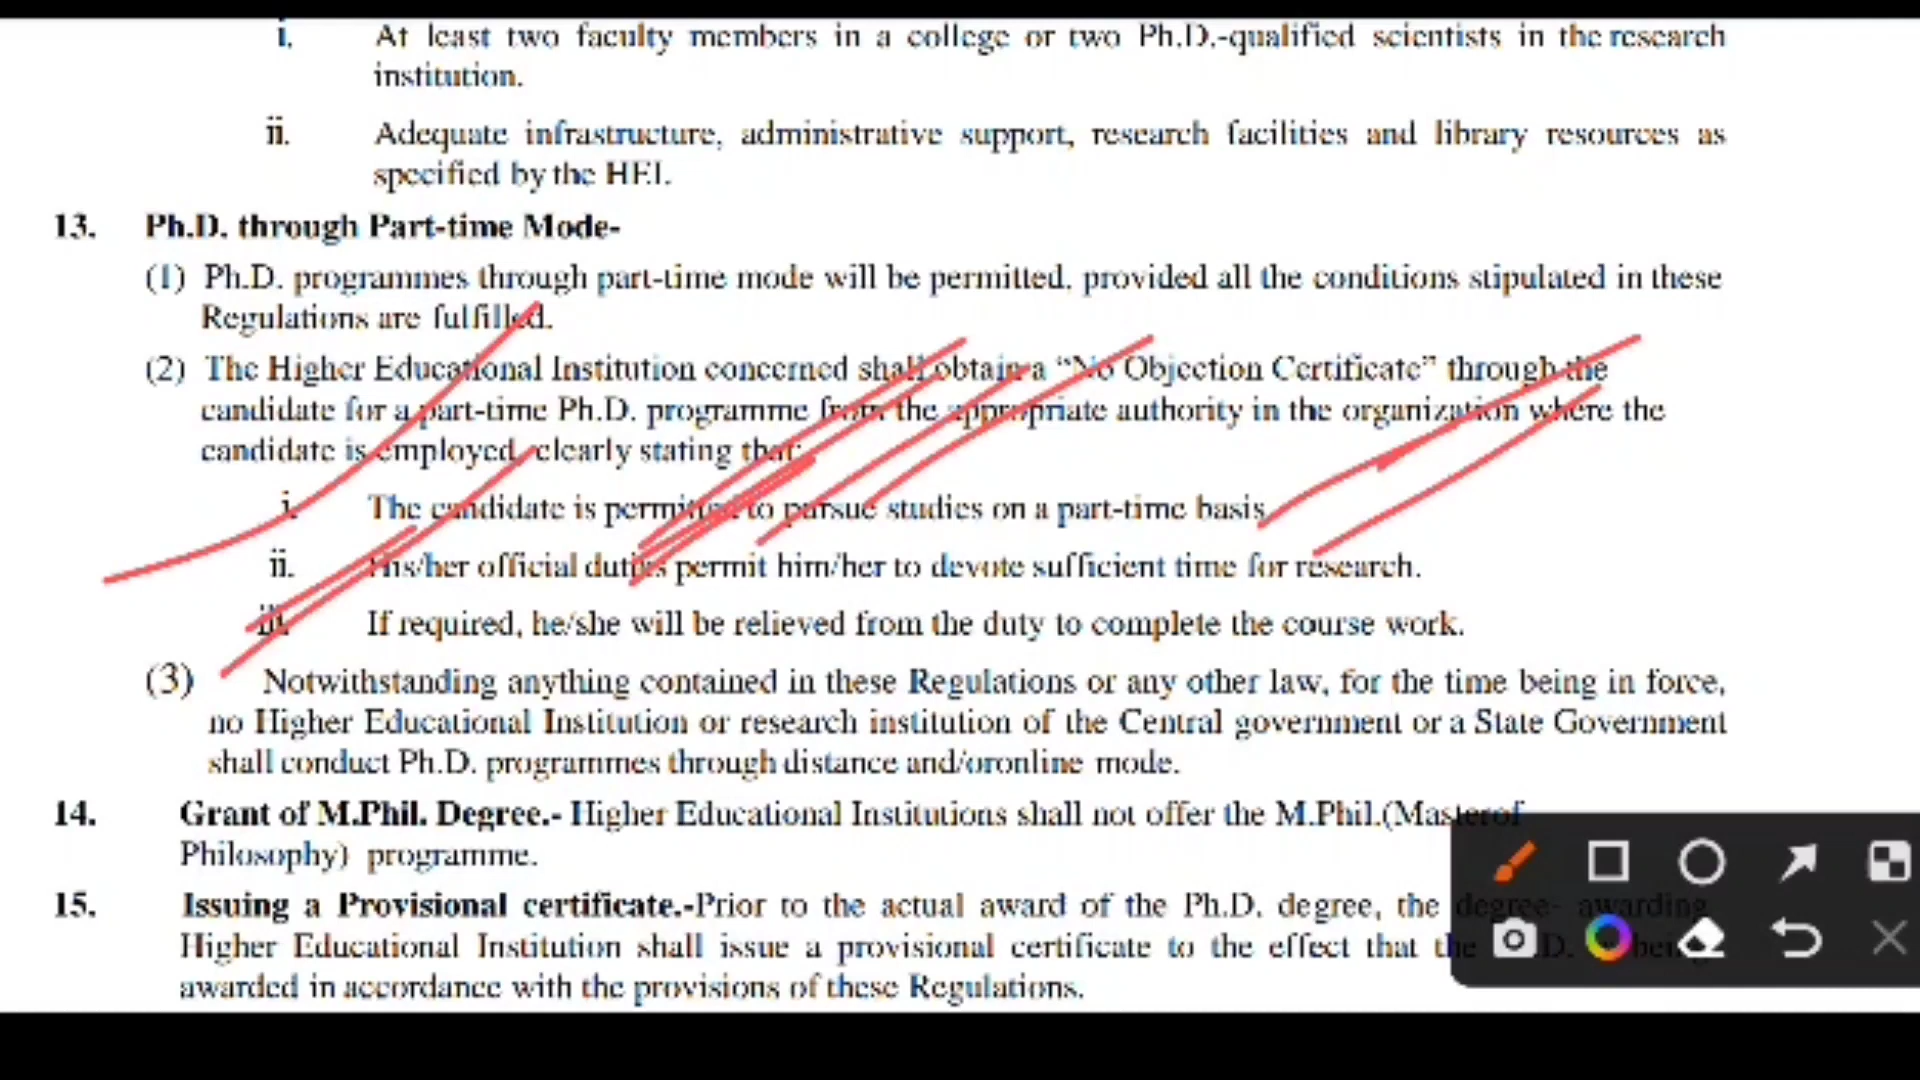 i. At least two faculty members in a college or two Ph.D.-qualified scientists in the research
institution.
ii. Adequate infrastructure, administrative support, research facilities and library resources as
specified by the HEI.
13. Ph.D. through Part-time Mode-
(1) Ph.D. programmes through part-time mode will be permitted, provided all the conditions stipulated in these
Regulations are fulfilled.
(2) The Higher Educational Institution concerned shall obtain a “No Objection Certificate” through the
candidate for a part-time Ph.D. programme from the appropriate authority in the organization where the
candidate is employed, clearly stating that:
i. The candidate is permitted to pursue studies on a part-time basis.
ii. His/her official duties permit him/her to devote sufficient time for research.
iii. If required, he/she will be relieved from the duty to complete the course work.
(3) Notwithstanding anything contained in these Regulations or any other law, for the time being in force,
no Higher Educational Institution or research institution of the Central government or a State Government
shall conduct Ph.D. programmes through distance and/oronline mode.
14. Grant of M.Phil. Degree.- Higher Educational Institutions shall not offer the M.Phil.(Masterof
Philosophy) programme.
15. Issuing a Provisional certificate.-Prior to the actual award of the Ph.D. degree, the degree- awarding
Higher Educational Institution shall issue a provisional certificate to the effect that the
awarded in accordance with the provisions of these Regulations.